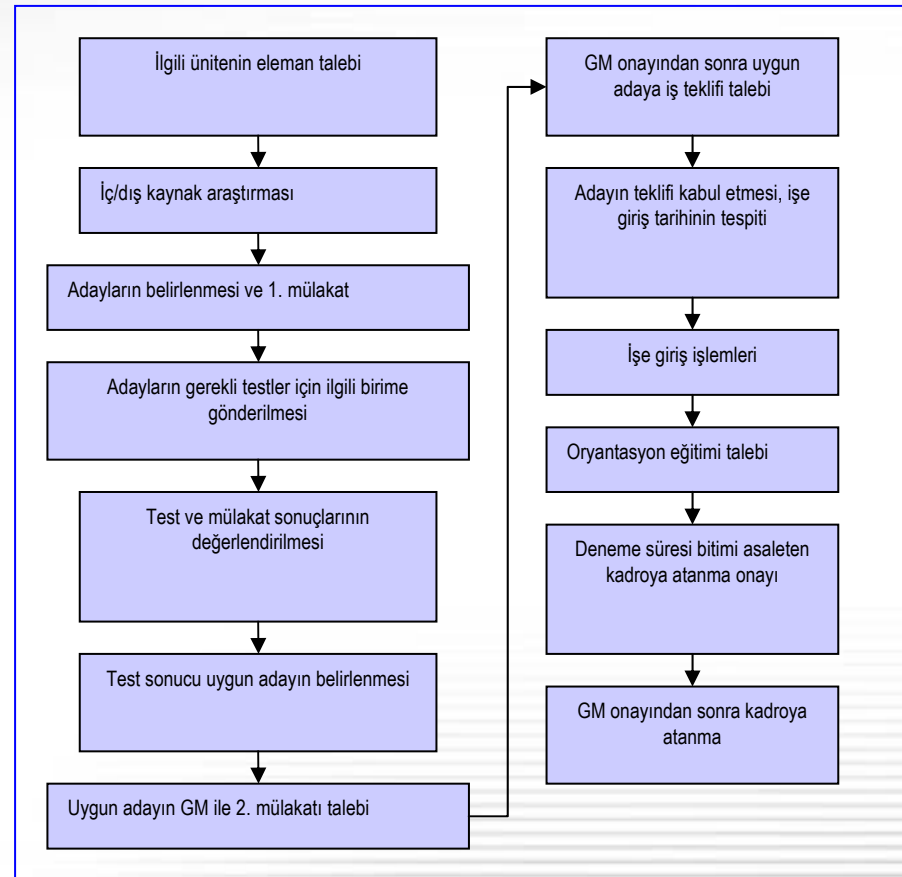 İlgili ünitenin eleman talebi
İç/dış kaynak araştırması
Adayların belirlenmesi ve 1. mülakat
Adayların gerekli testler için ilgili birime
gönderilmesi
Test ve mülakat sonuçlarının
değerlendirilmesi
Test sonucu uygun adayın belirlenmesi
Uygun adayın GM ile 2. mülakatı talebi
GM onayından sonra uygun
adaya iş teklifi talebi
Adayın teklifi kabul etmesi, işe
giriş tarihinin tespiti
İşe giriş işlemleri
Oryantasyon eğitimi talebi
Deneme süresi bitimi asaleten
kadroya atanma onayı
GM onayından sonra kadroya
atanma